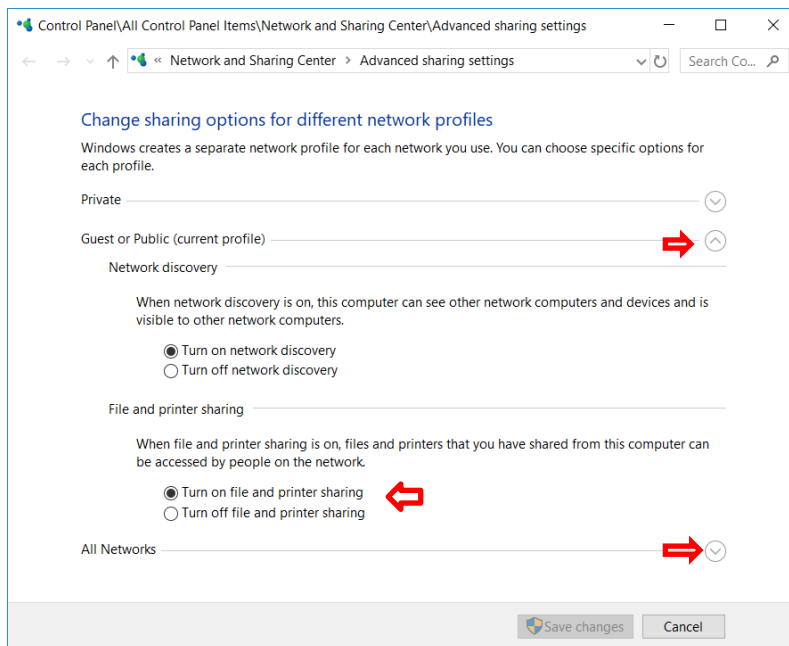 Control Panel\All Control Panel Items\Network and Sharing Center\Advanced sharing settings
« Network and Sharing Center > Advanced sharing settings
Search Co...
Change sharing options for different network profiles
Windows creates a separate network profile for each network you use. You can choose specific options for
each profile.
Private
Guest or Public (current profile)
Network discovery
When network discovery is on, this computer can see other network computers and devices and is
visible to other network computers.
Turn on network discovery
Turn off network discovery
File and printer sharing
When file and printer sharing is on, files and printers that you have shared from this computer can
be accessed by people on the network.
Turn on file and printer sharing
Turn off file and printer sharing
All Networks
Save changes
Cancel